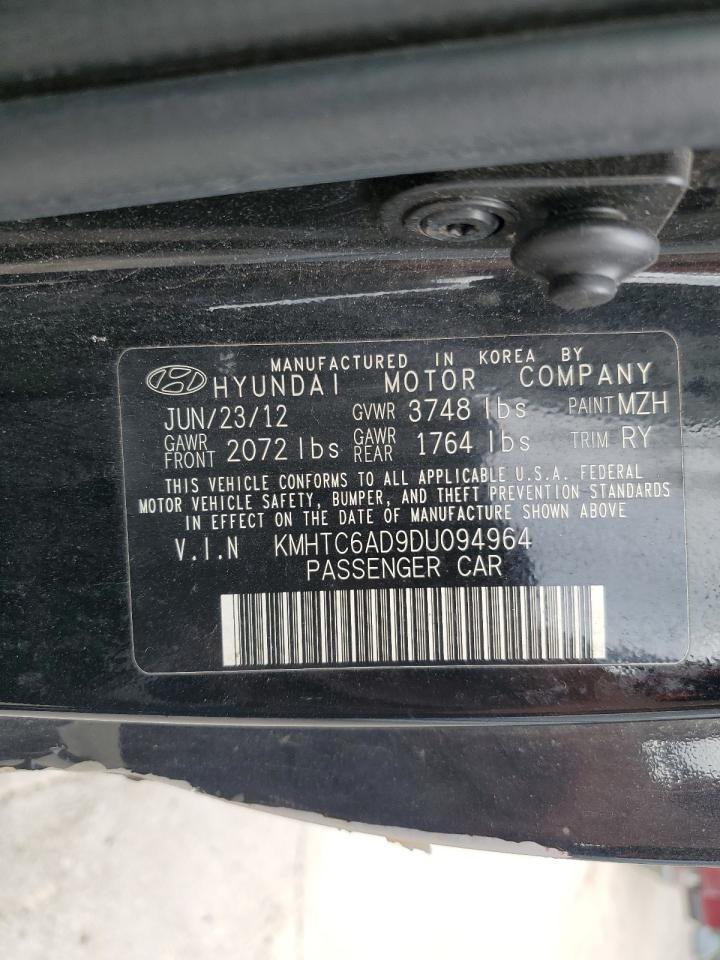 MANUFACTURED IN KOREA BY
HYUNDAI MOTOR COMPANY
JUN/23/12 GVWR 3748 lbs PAINT MZH
GAWR FRONT 2072 lbs GAWR REAR 1764 lbs TRIM RY
THIS VEHICLE CONFORMS TO ALL APPLICABLE U.S.A. FEDERAL
MOTOR VEHICLE SAFETY, BUMPER, AND THEFT PREVENTION STANDARDS
IN EFFECT ON THE DATE OF MANUFACTURE SHOWN ABOVE
V.I.N KMHTC6AD9DU094964
PASSENGER CAR